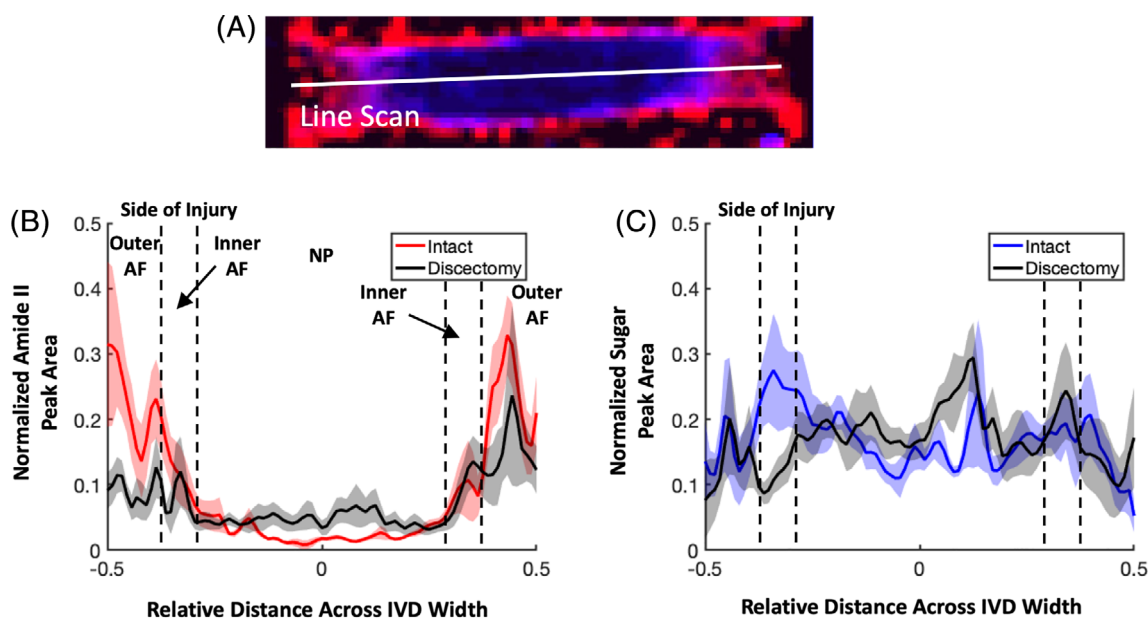 (A)
Line Scan
(B)
Side of Injury
Outer
AF
Inner
AF
NP
Intact
Discectomy
Inner
AF
Outer
AF
Normalized Amide II
Peak Area
0.5
0.4
0.3
0.2
0.1
0
-0.5
0
0.5
Relative Distance Across IVD Width
(C)
Side of Injury
Intact
Discectomy
Normalized Sugar
Peak Area
0.5
0.4
0.3
0.2
0.1
0
-0.5
0
0.5
Relative Distance Across IVD Width